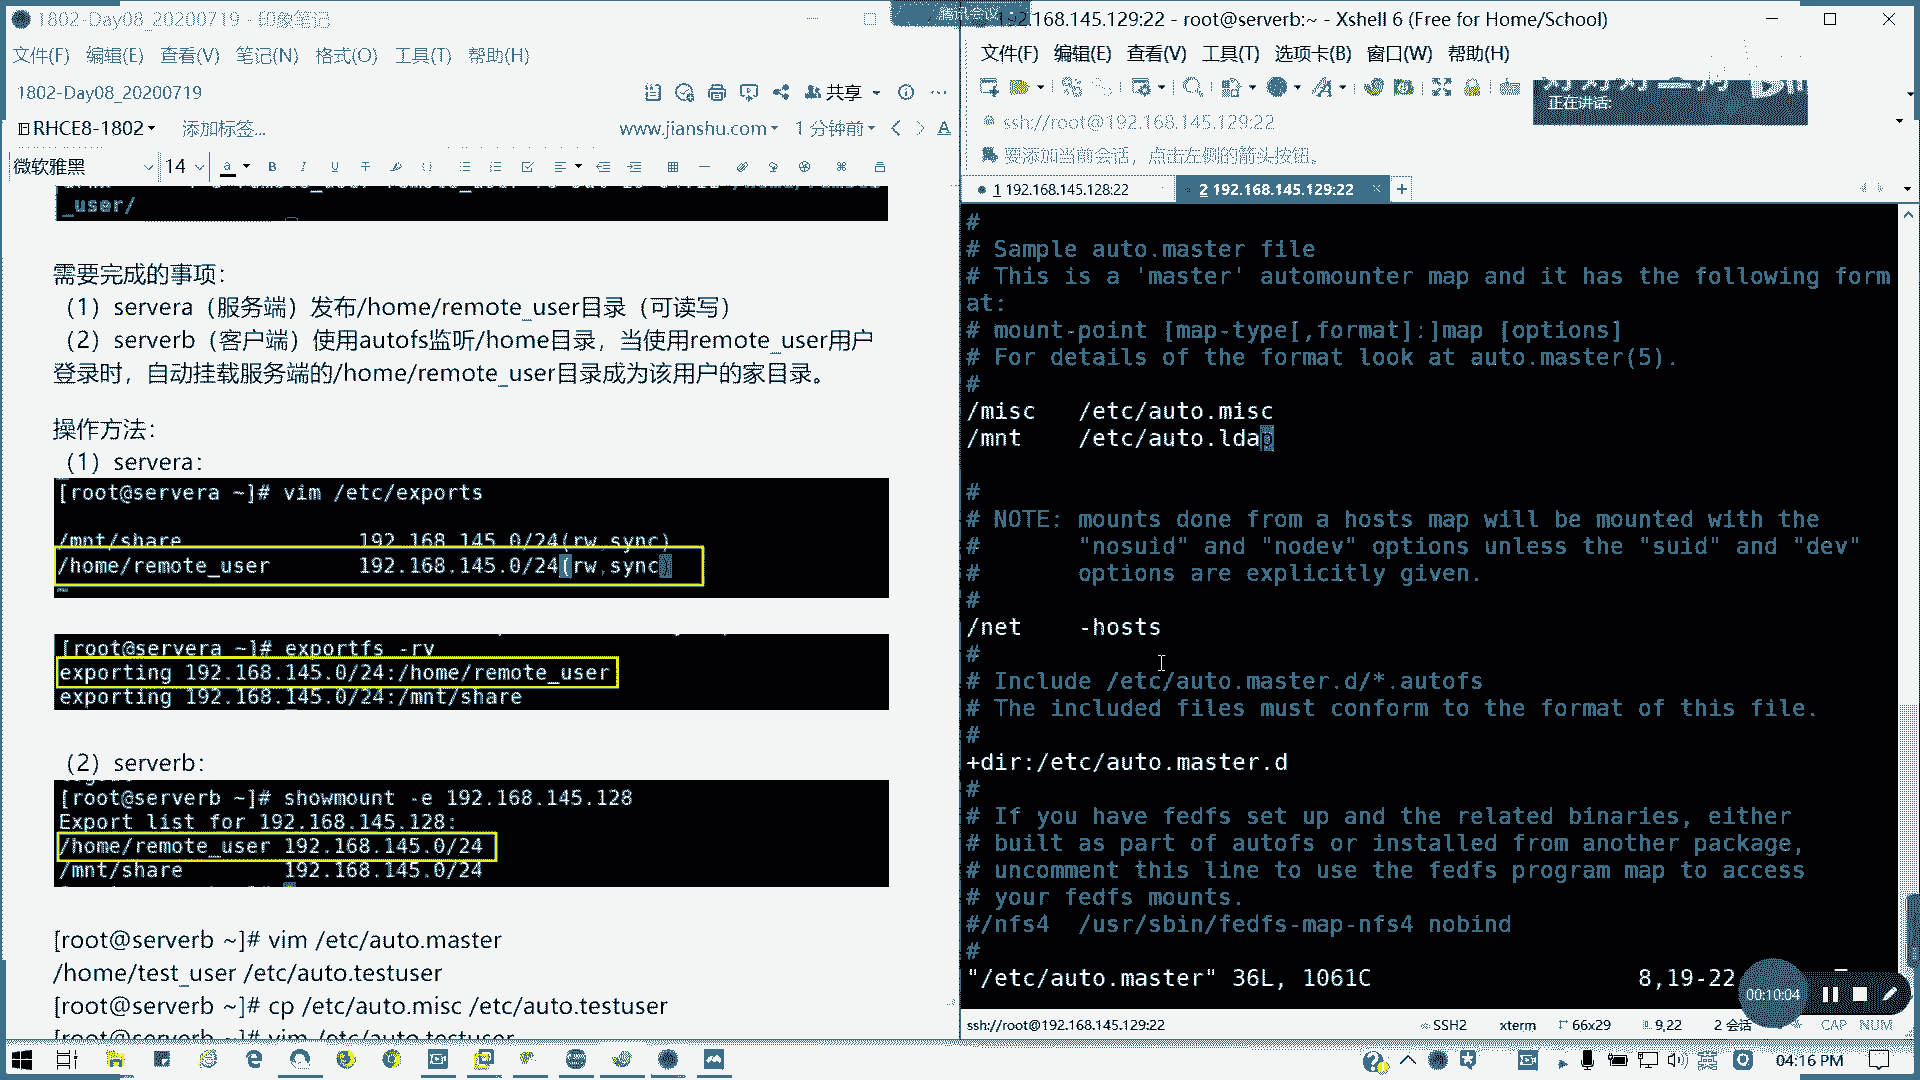 1802-Day08_20200719 - 印象笔记
文件(F) 编辑(E) 查看(V) 笔记(N) 格式(O) 工具(T) 帮助(H)
1802-Day08_20200719
共享
RHCE8-1802
添加标签...
www.jianshu.com
1 分钟前
微软雅黑
14
_user/
需要完成的事项：
（1）servera（服务端）发布/home/remote_user目录（可读写）
（2）serverb（客户端）使用autofs监听/home目录，当使用remote_user用户
登录时，自动挂载服务端的/home/remote_user目录成为该用户的家目录。
操作方法：
（1）servera：
[root@servera ~]# vim /etc/exports
/mnt/share 192.168.145.0/24(rw,sync)
/home/remote_user 192.168.145.0/24(rw,sync)
[root@servera ~]# exportfs -rv
exporting 192.168.145.0/24:/home/remote_user
exporting 192.168.145.0/24:/mnt/share
（2）serverb：
[root@serverb ~]# showmount -e 192.168.145.128
Export list for 192.168.145.128:
/home/remote_user 192.168.145.0/24
/mnt/share 192.168.145.0/24
[root@serverb ~]# vim /etc/auto.master
/home/test_user /etc/auto.testuser
[root@serverb ~]# cp /etc/auto.misc /etc/auto.testuser
[root@serverb ~]# vim /etc/auto.testuser
腾讯会议
192.168.145.129:22 - root@serverb:~ - Xshell 6 (Free for Home/School)
文件(F) 编辑(E) 查看(V) 工具(T) 选项卡(B) 窗口(W) 帮助(H)
正在讲话:
ssh://root@192.168.145.129:22
要添加当前会话，点击左侧的箭头按钮。
1 192.168.145.128:22
2 192.168.145.129:22
#
# Sample auto.master file
# This is a 'master' automounter map and it has the following form
at:
# mount-point [map-type[,format]:]map [options]
# For details of the format look at auto.master(5).
#
/misc /etc/auto.misc
/mnt /etc/auto.ldap
#
# NOTE: mounts done from a hosts map will be mounted with the
# "nosuid" and "nodev" options unless the "suid" and "dev"
# options are explicitly given.
#
/net -hosts
#
# Include /etc/auto.master.d/*.autofs
# The included files must conform to the format of this file.
#
+dir:/etc/auto.master.d
#
# If you have fedfs set up and the related binaries, either
# built as part of autofs or installed from another package,
# uncomment this line to use the fedfs program map to access
# your fedfs mounts.
#/nfs4 /usr/sbin/fedfs-map-nfs4 nobind
#
"/etc/auto.master" 36L, 1061C 8,19-22
00:10:04
ssh://root@192.168.145.129:22
SSH2
xterm
66x29
9,22
2 会话
CAP NUM
04:16 PM